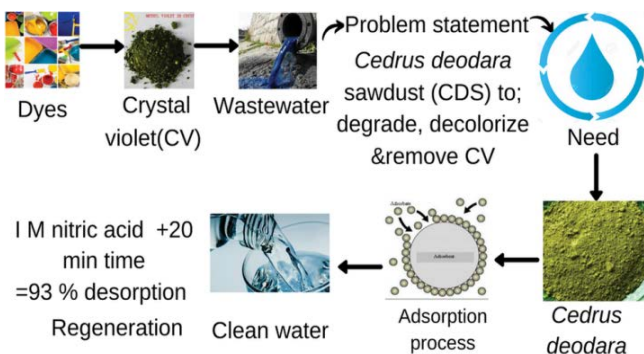 Dyes
Crystal
violet(CV)
Wastewater
Problem statement
Cedrus deodara
sawdust (CDS) to;
degrade, decolorize
&remove CV
Need
I M nitric acid +20
min time
=93 % desorption
Regeneration
Clean water
Adsorbate
Adsorbent
Adsorption
process
Cedrus
deodara